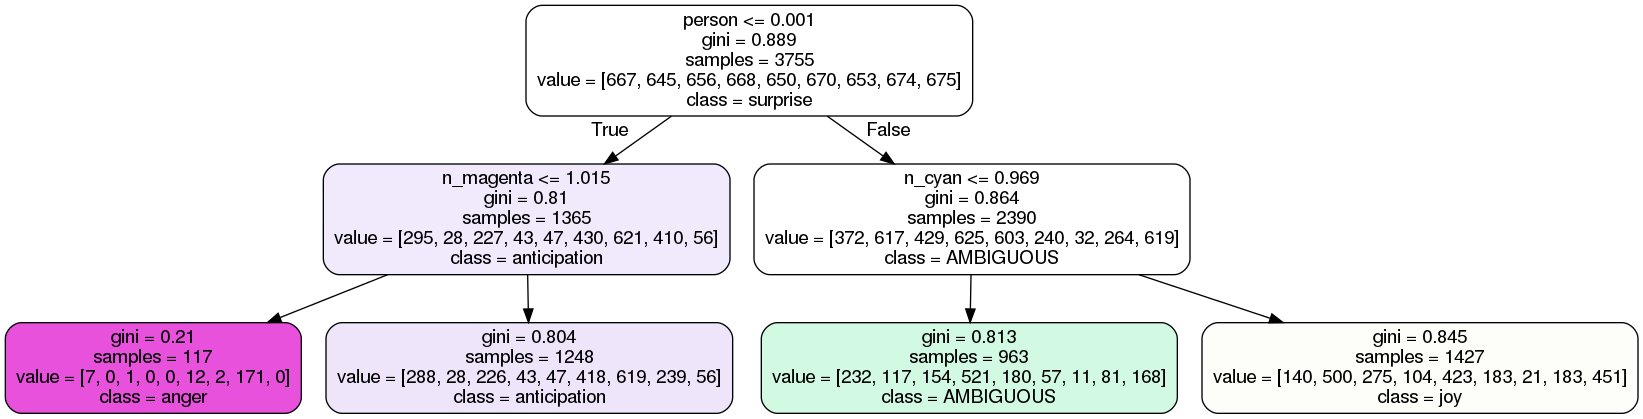 person <= 0.001
gini = 0.889
samples = 3755
value = [667, 645, 656, 668, 650, 670, 653, 674, 675]
class = surprise
True
False
n_magenta <= 1.015
gini = 0.81
samples = 1365
value = [295, 28, 227, 43, 47, 430, 621, 410, 56]
class = anticipation
n_cyan <= 0.969
gini = 0.864
samples = 2390
value = [372, 617, 429, 625, 603, 240, 32, 264, 619]
class = AMBIGUOUS
gini = 0.21
samples = 117
value = [7, 0, 1, 0, 0, 12, 2, 171, 0]
class = anger
gini = 0.804
samples = 1248
value = [288, 28, 226, 43, 47, 418, 619, 239, 56]
class = anticipation
gini = 0.813
samples = 963
value = [232, 117, 154, 521, 180, 57, 11, 81, 168]
class = AMBIGUOUS
gini = 0.845
samples = 1427
value = [140, 500, 275, 104, 423, 183, 21, 183, 451]
class = joy